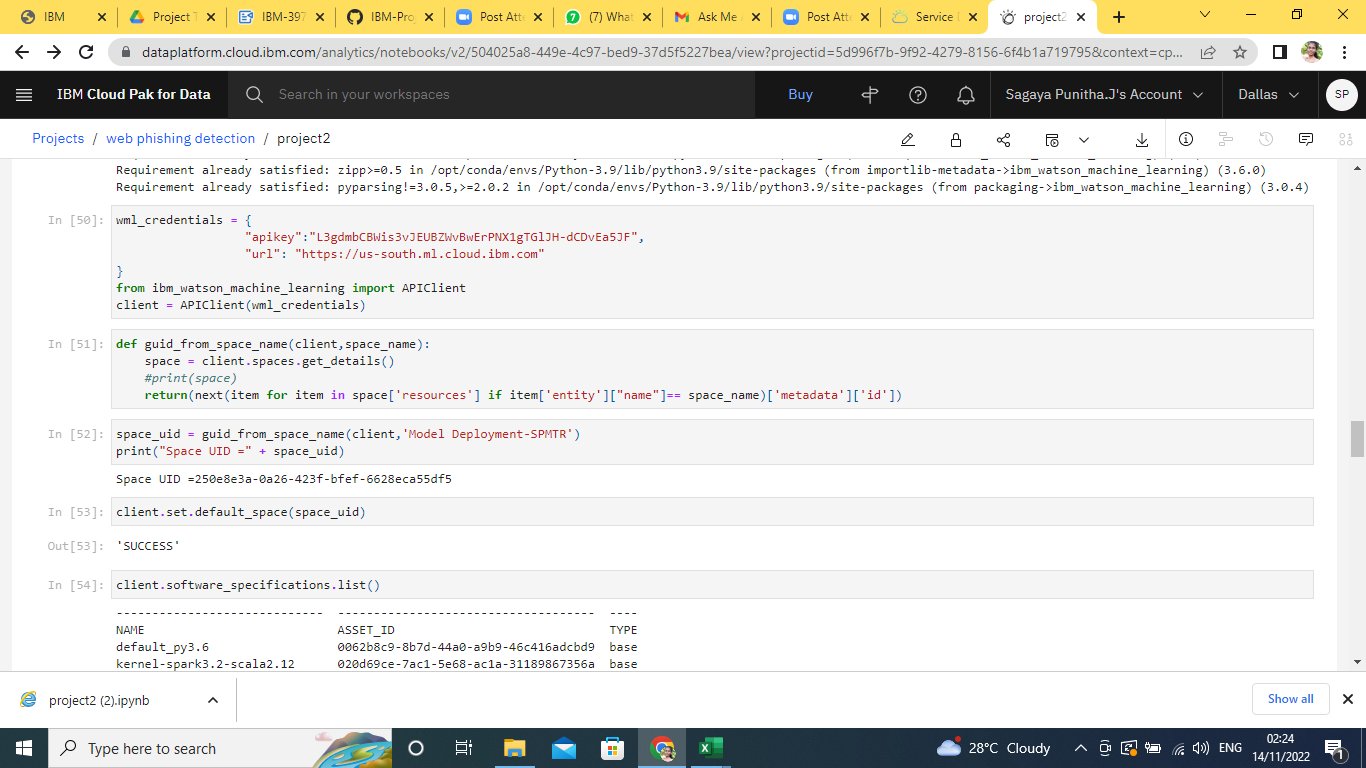 IBM
Project T
IBM-397
IBM-Pro
Post Atte
(7) What
Ask Me
Post Atte
Service
project2
dataplatform.cloud.ibm.com/analytics/notebooks/v2/504025a8-449e-4c97-bed9-37d5f5227bea/view?projectid=5d996f7b-9f92-4279-8156-6f4b1a719795&context=cp...
IBM Cloud Pak for Data
Search in your workspaces
Buy
Sagaya Punitha.J's Account
Dallas
SP
Projects / web phishing detection / project2
Requirement already satisfied: zipp>=0.5 in /opt/conda/envs/Python-3.9/lib/python3.9/site-packages (from importlib-metadata->ibm_watson_machine_learning) (3.6.0)
Requirement already satisfied: pyparsing!=3.0.5,>=2.0.2 in /opt/conda/envs/Python-3.9/lib/python3.9/site-packages (from packaging->ibm_watson_machine_learning) (3.0.4)
In [50]: wml_credentials = {
"apikey":"L3gdmbCBWis3vJEUBZWvBwErPNX1gTGlJH-dCDvEa5JF",
"url": "https://us-south.ml.cloud.ibm.com"
}
from ibm_watson_machine_learning import APIClient
client = APIClient(wml_credentials)
In [51]: def guid_from_space_name(client,space_name):
space = client.spaces.get_details()
#print(space)
return(next(item for item in space['resources'] if item['entity']["name"]== space_name)['metadata']['id'])
In [52]: space_uid = guid_from_space_name(client,'Model Deployment-SPMTR')
print("Space UID =" + space_uid)
Space UID =250e8e3a-0a26-423f-bfef-6628eca55df5
In [53]: client.set.default_space(space_uid)
Out[53]: 'SUCCESS'
In [54]: client.software_specifications.list()
----------------------------- ------------------------------------ ----
NAME ASSET_ID TYPE
default_py3.6 0062b8c9-8b7d-44a0-a9b9-46c416adcbd9 base
kernel-spark3.2-scala2.12 020d69ce-7ac1-5e68-ac1a-31189867356a base
project2 (2).ipynb
Show all
Type here to search
28°C Cloudy
ENG
02:24
14/11/2022
1